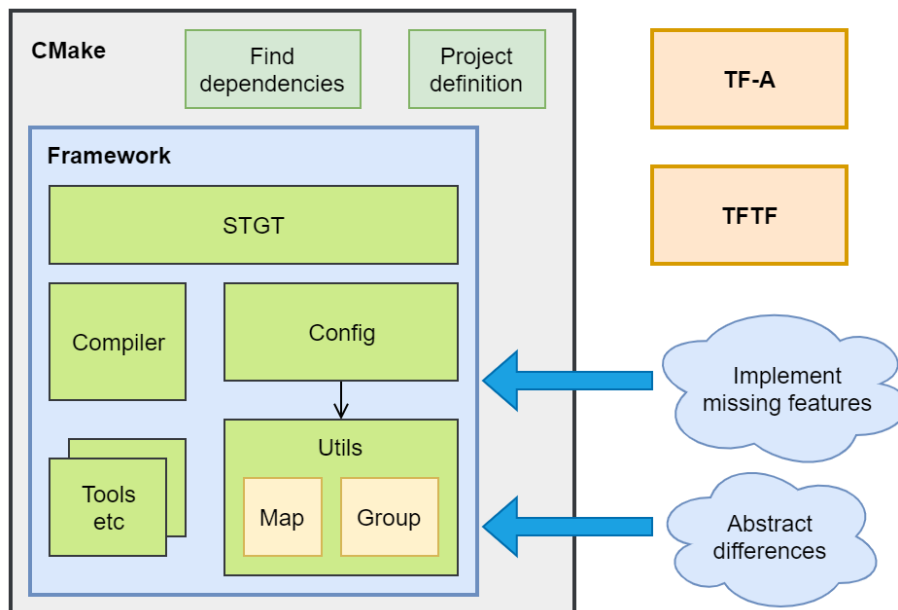 CMake
Find
dependencies
Project
definition
TF-A
Framework
STGT
TFTF
Compiler
Config
Implement
missing features
Utils
Tools
etc
Map
Group
Abstract
differences